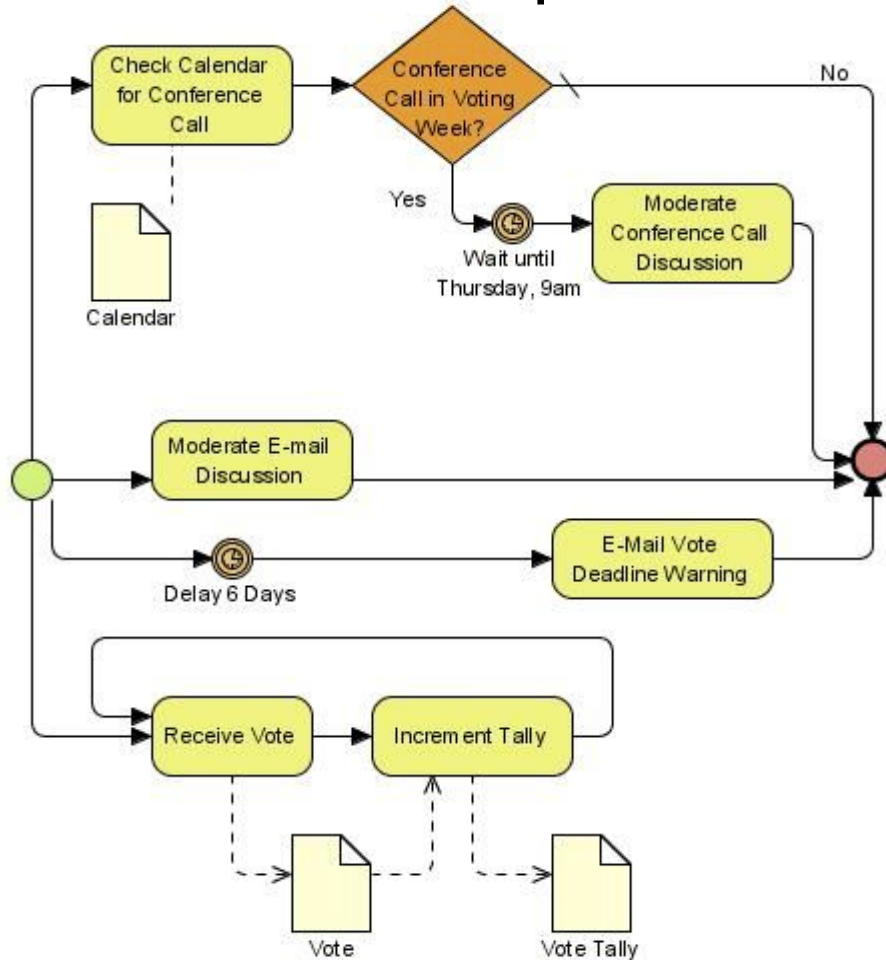 Check Calendar
for Conference
Call
Conference
Call in Voting
Week?
No
Yes
Moderate
Conference Call
Discussion
Wait until
Thursday, 9am
Calendar
Moderate E-mail
Discussion
E-Mail Vote
Deadline Warning
Delay 6 Days
Receive Vote
Increment Tally
Vote
Vote Tally